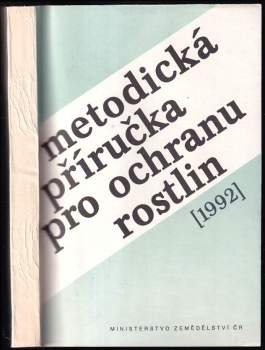 metodická
příručka
pro ochranu
rostlin
[1992]
MINISTERSTVO ZEMĚDĚLSTVÍ ČR